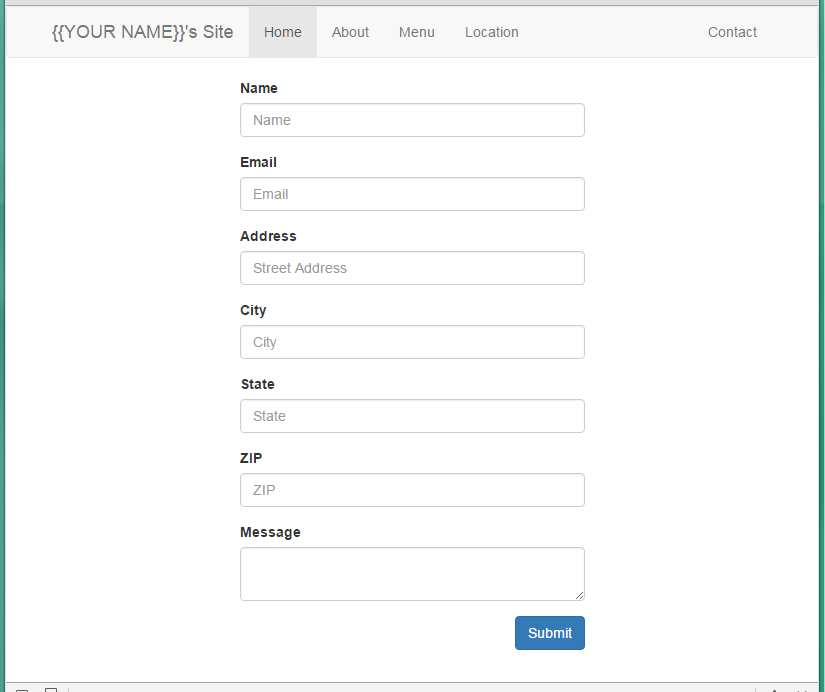 {{YOUR NAME}}'s Site Home About Menu Location Contact
Name
Name
Email
Email
Address
Street Address
City
City
State
State
ZIP
ZIP
Message
Submit